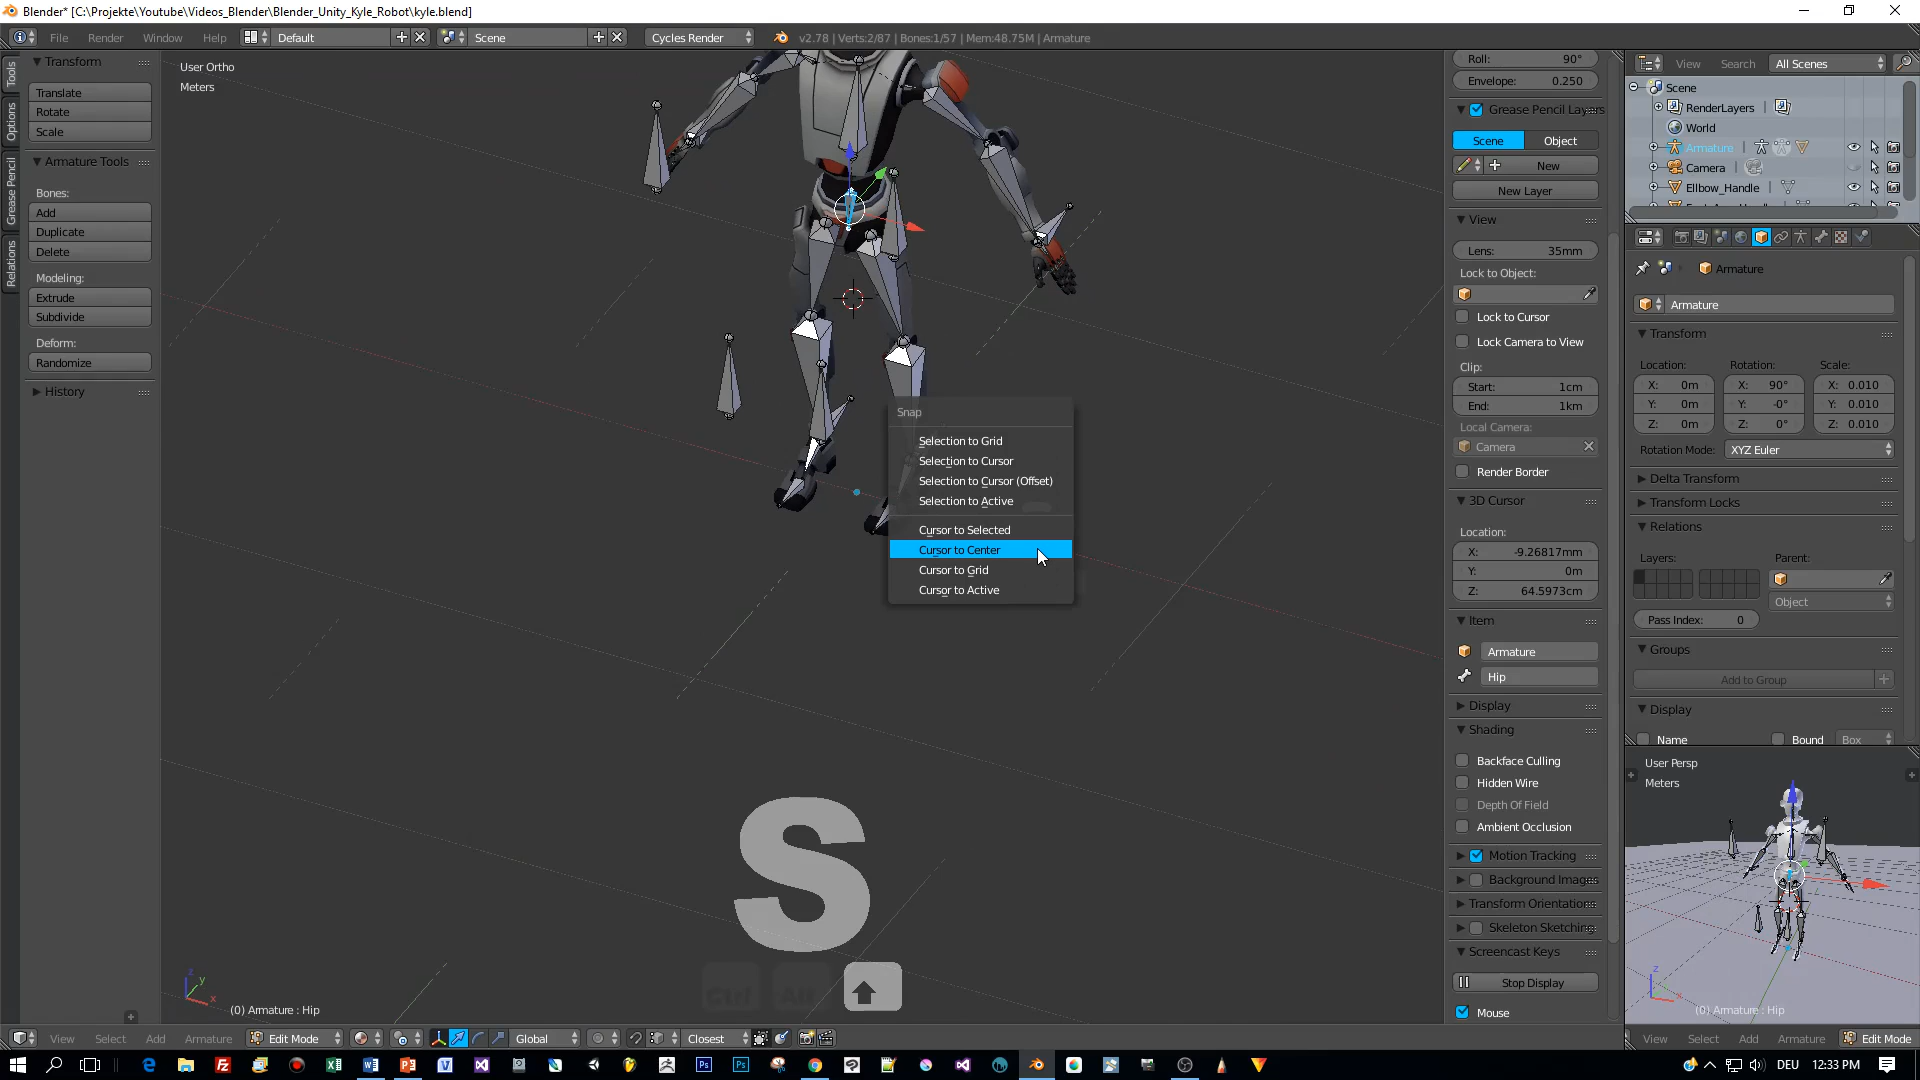 Blender* [C:\Projekte\Youtube\Videos_Blender\Blender_Unity_Kyle_Robot\kyle.blend]
File Render Window Help Default Scene Cycles Render v2.78 | Verts:2/87 | Bones:1/57 | Mem:48.75M | Armature
Tools
Options
Grease Pencil
Relations
Transform
Translate
Rotate
Scale
Armature Tools
Bones:
Add
Duplicate
Delete
Modeling:
Extrude
Subdivide
Deform:
Randomize
History
User Ortho
Meters
Snap
Selection to Grid
Selection to Cursor
Selection to Cursor (Offset)
Selection to Active
Cursor to Selected
Cursor to Center
Cursor to Grid
Cursor to Active
S
Ctrl Alt
z
y
x
(0) Armature : Hip
View Select Add Armature Edit Mode Global Closest
Roll: 90°
Envelope: 0.250
Grease Pencil Layers
Scene Object
New
New Layer
View
Lens: 35mm
Lock to Object:
Lock to Cursor
Lock Camera to View
Clip:
Start: 1cm
End: 1km
Local Camera:
Camera
Render Border
3D Cursor
Location:
X: -9.26817mm
Y: 0m
Z: 64.5973cm
Item
Armature
Hip
Display
Shading
Backface Culling
Hidden Wire
Depth Of Field
Ambient Occlusion
Motion Tracking
Background Images
Transform Orientation
Skeleton Sketching
Screencast Keys
Stop Display
Mouse
View Search All Scenes
Scene
RenderLayers
World
Armature
Camera
Ellbow_Handle
Armature
Armature
Transform
Location: Rotation: Scale:
X: 0m X: 90° X: 0.010
Y: 0m Y: -0° Y: 0.010
Z: 0m Z: 0° Z: 0.010
Rotation Mode: XYZ Euler
Delta Transform
Transform Locks
Relations
Layers: Parent:
Object
Pass Index: 0
Groups
Add to Group
Display
Name Bound Box
User Persp
Meters
z
x
(0) Armature : Hip
View Select Add Armature Edit Mode
Ps Ps
DEU 12:33 PM